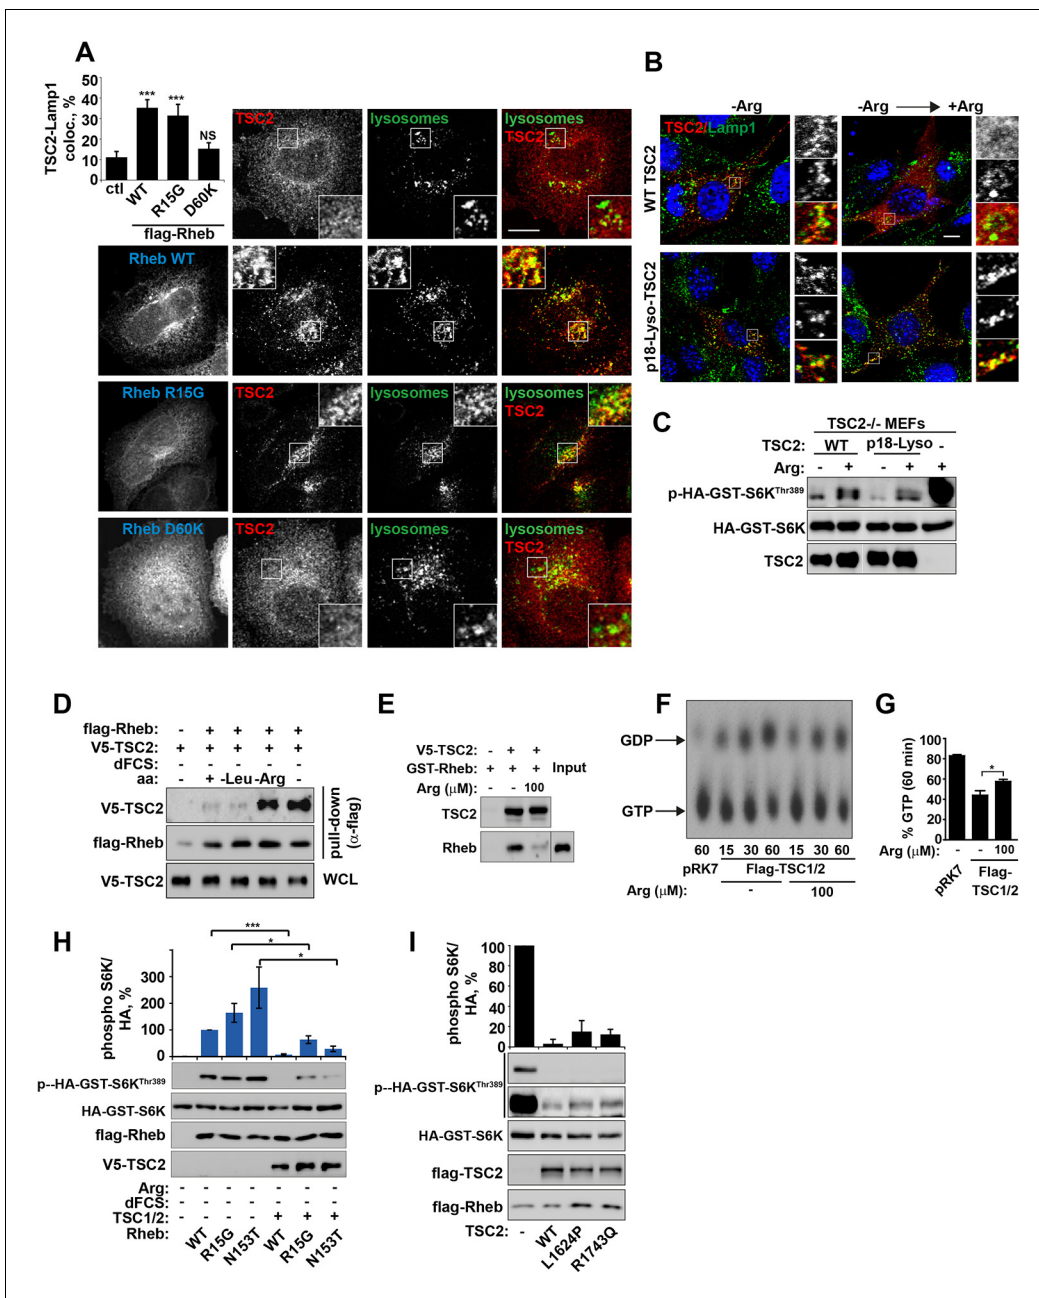 A
TSC2-Lamp1
coloc., %
50
40
30
20
10
0
***
***
NS
ctl
WT
R15G
D60K
flag-Rheb
TSC2
lysosomes
lysosomes
TSC2
Rheb WT
Rheb R15G
TSC2
lysosomes
lysosomes
TSC2
Rheb D60K
TSC2
lysosomes
lysosomes
TSC2
B
-Arg
-Arg
+Arg
TSC2/Lamp1
WT TSC2
p18-Lyso-TSC2
C
TSC2-/- MEFs
TSC2: WT p18-Lyso -
Arg: - + - + +
p-HA-GST-S6KThr389
HA-GST-S6K
TSC2
D
flag-Rheb: - + + + +
V5-TSC2: + + + + +
dFCS: - - - - -
aa: - + -Leu -Arg -
V5-TSC2
flag-Rheb
pull-down
(α-flag)
V5-TSC2
WCL
E
V5-TSC2: - + +
GST-Rheb: + + + Input
Arg (μM): - - 100
TSC2
Rheb
F
GDP
GTP
60 15 30 60 15 30 60
pRK7 Flag-TSC1/2
Arg (μM): - 100
G
% GTP (60 min)
100
80
60
40
20
0
*
Arg (μM): - 100
pRK7
Flag-
TSC1/2
H
phospho S6K/
HA, %
300
200
100
0
***
*
*
p--HA-GST-S6KThr389
HA-GST-S6K
flag-Rheb
V5-TSC2
Arg: - - - - - - -
dFCS: - - - - - - -
TSC1/2: - - - - + + +
Rheb: - WT R15G N153T WT R15G N153T
I
phospho S6K/
HA, %
100
80
60
40
20
0
p--HA-GST-S6KThr389
HA-GST-S6K
flag-TSC2
flag-Rheb
TSC2: - WT L1624P R1743Q